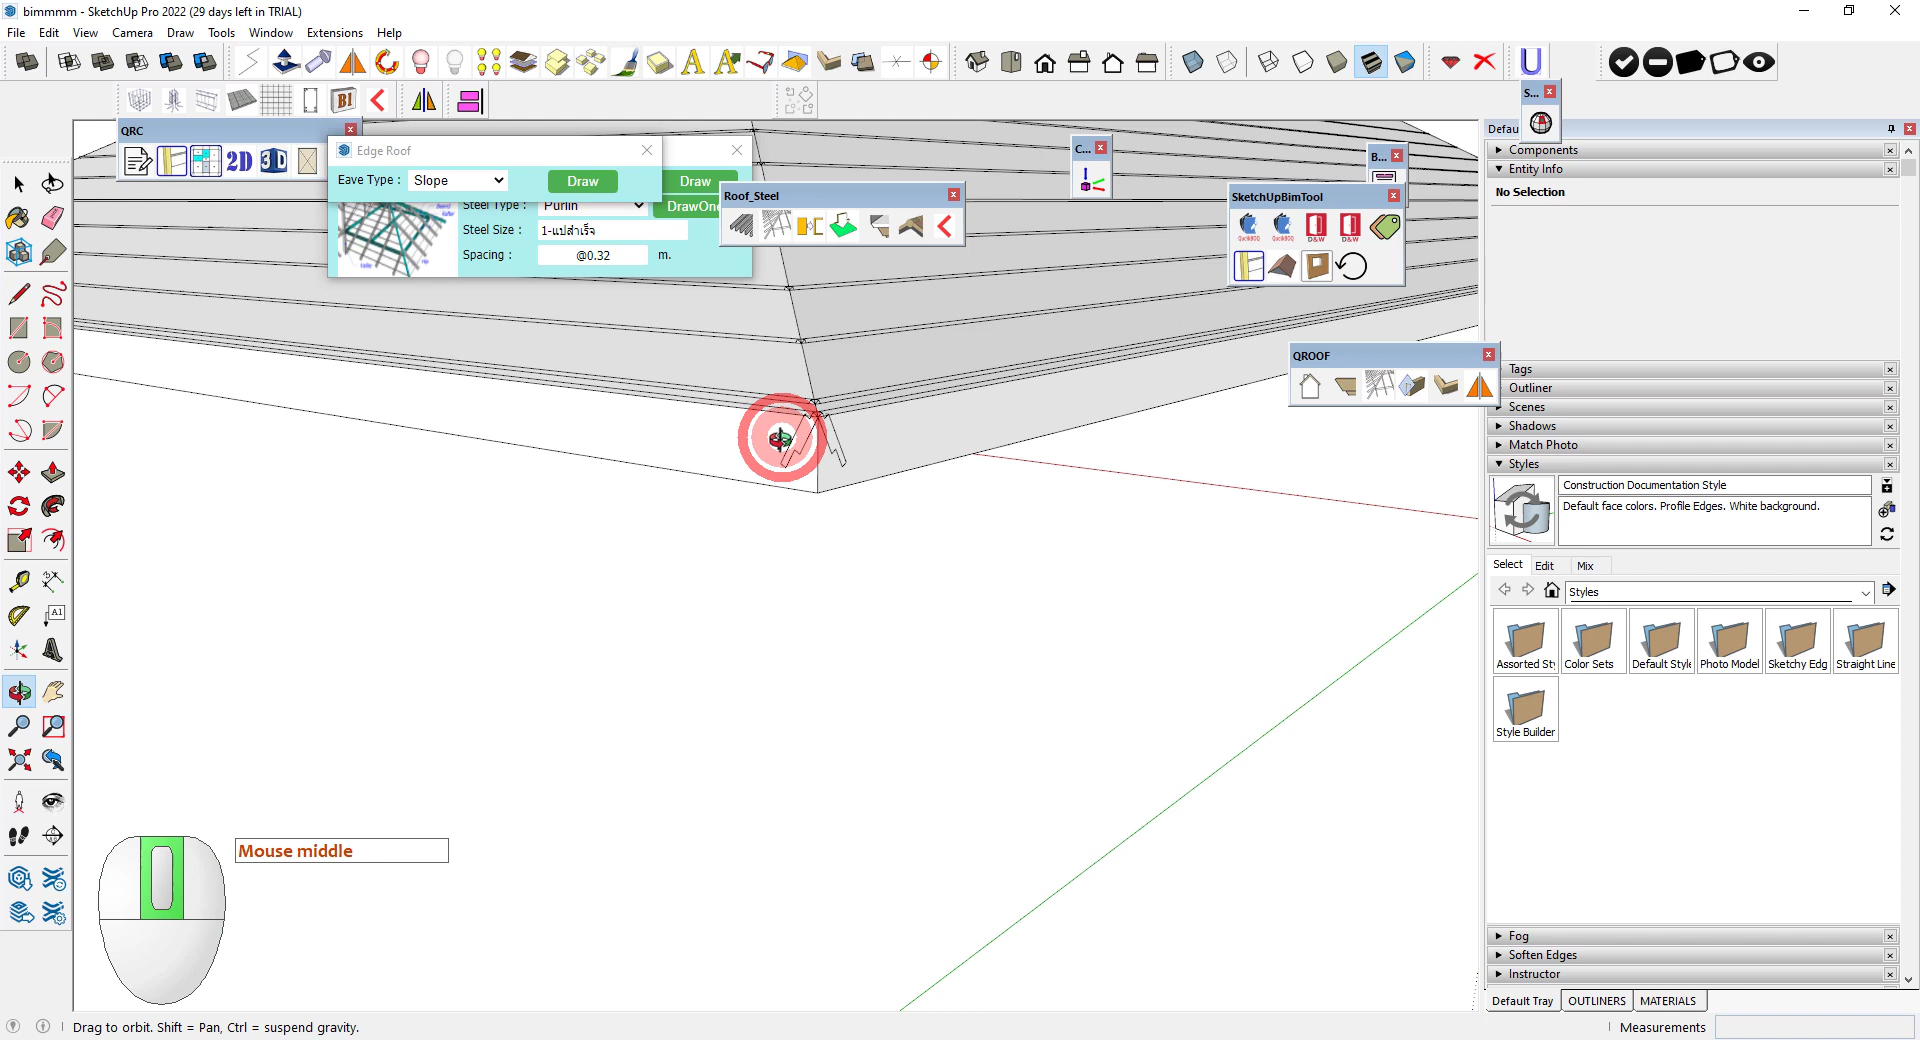 bimmmm - SketchUp Pro 2022 (29 days left in TRIAL)
File Edit View Camera Draw Tools Window Extensions Help
B1
S...
QRC
2D 3D
Edge Roof
Eave Type : Slope Draw Draw
Steel Type : Purlin DrawOne
Steel Size : 1-แปสำเร็จ
Spacing : @0.32 m.
Roof_Steel
C...
B...
SketchUpBimTool
QuickBOQ QuickBOQ D&W D&W
QROOF
Defau
Components
Entity Info
No Selection
Tags
Outliner
Scenes
Shadows
Match Photo
Styles
Construction Documentation Style
Default face colors. Profile Edges. White background.
Select Edit Mix
Styles
Assorted Sty Color Sets Default Style Photo Model Sketchy Edg Straight Line
Style Builder
Fog
Soften Edges
Instructor
Default Tray OUTLINERS MATERIALS
A1
Mouse middle
Drag to orbit. Shift = Pan, Ctrl = suspend gravity.
Measurements